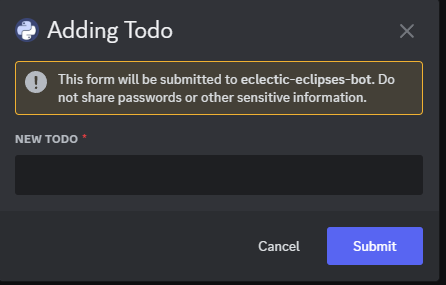 Adding Todo
This form will be submitted to eclectic-eclipses-bot. Do
not share passwords or other sensitive information.
NEW TODO *
Cancel
Submit